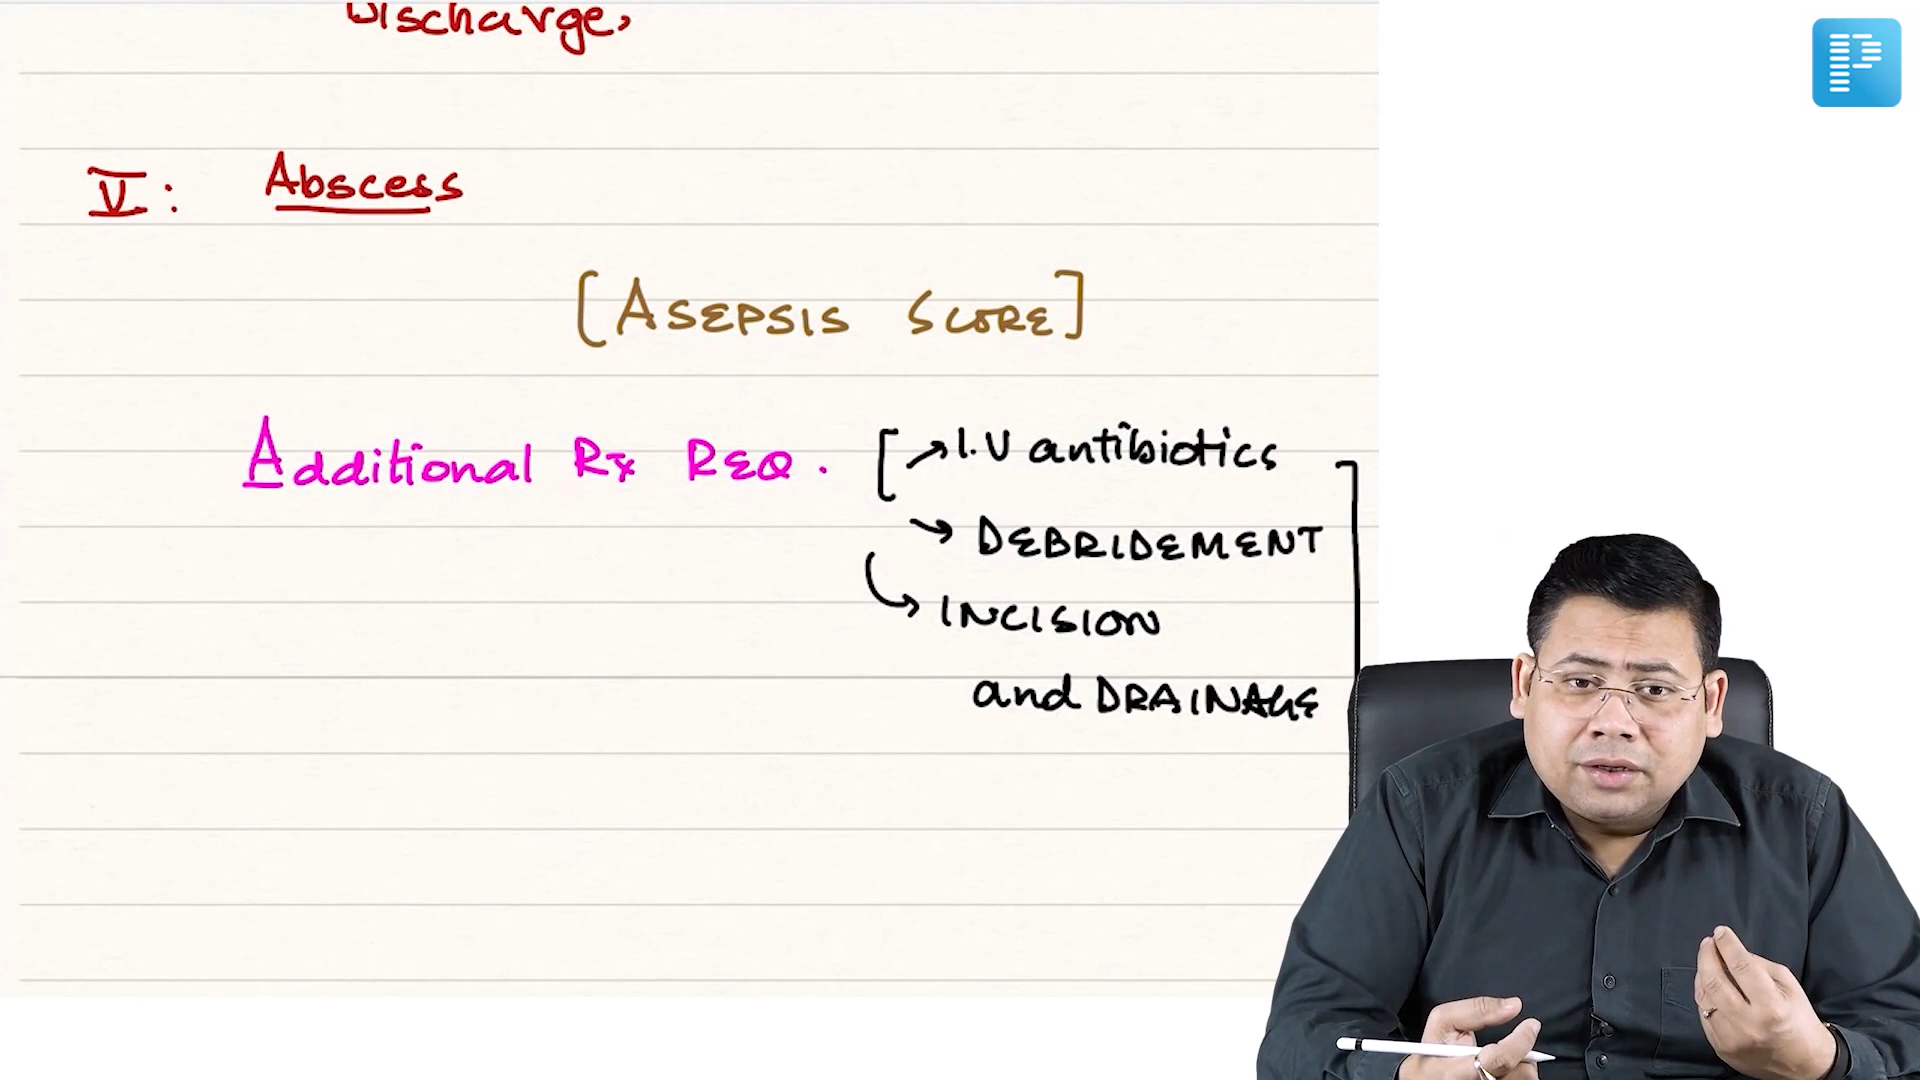 Discharge,
V: Abscess
[ASEPSIS SCORE]
Additional Rx REQ. [→ I.V antibiotics
→ DEBRIDEMENT
→ INCISION
and DRAINAGE
P